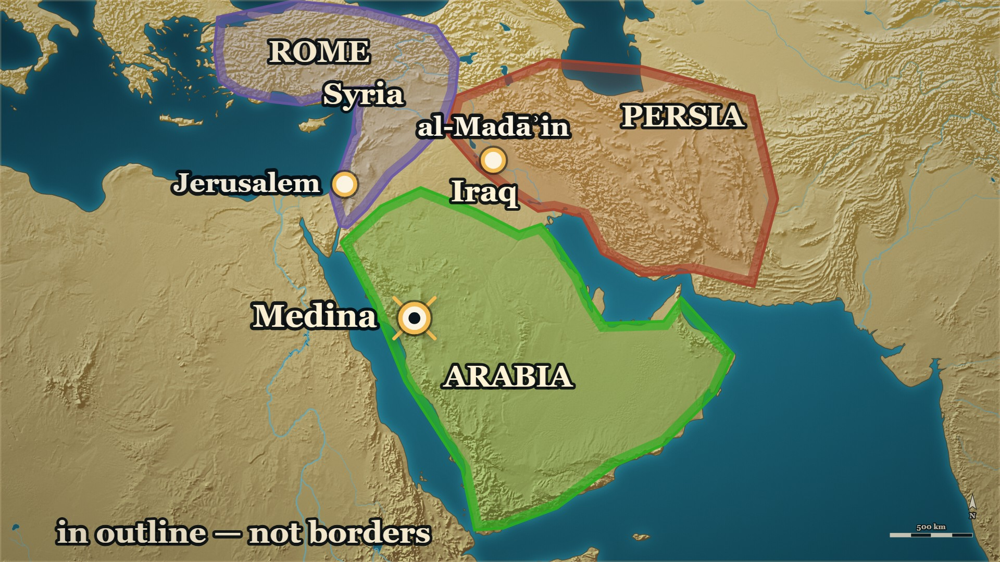 ROME
Syria
PERSIA
al-Madāʾin
Jerusalem
Iraq
Medina
ARABIA
N
500 km
in outline — not borders